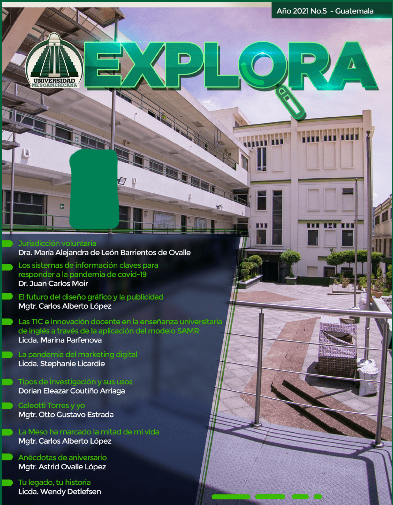 Año 2021 No.5 - Guatemala
EXPLORA
UNIVERSIDAD
MESOAMERICANA
Jurisdicción voluntaria
Dra. María Alejandra de León Barrientos de Ovalle
Los sistemas de información claves para
responder a la pandemia de covid-19
Dr. Juan Carlos Moir
El futuro del diseño gráfico y la publicidad
Mgtr. Carlos Alberto López
Las TIC e innovación docente en la enseñanza universitaria
de inglés a través de la aplicación del modelo SAMR
Licda. Marina Parfenova
La pandemia del marketing digital
Licda. Stephanie Licardie
Tipos de investigación y sus usos
Dorian Eleazar Coutiño Arriaga
Galeotti Torres y yo
Mgtr. Otto Gustavo Estrada
La Meso ha marcado la mitad de mi vida
Mgtr. Carlos Alberto López
Anécdotas de aniversario
Mgtr. Astrid Ovalle López
Tu legado, tu historia
Licda. Wendy Detlefsen